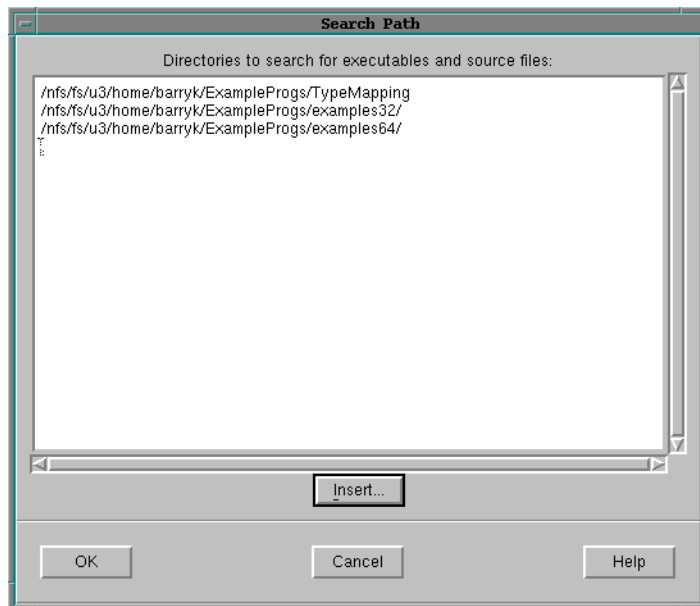 Search Path
Directories to search for executables and source files:
/nfs/fs/u3/home/barryk/ExampleProgs/TypeMapping
/nfs/fs/u3/home/barryk/ExampleProgs/examples32/
/nfs/fs/u3/home/barryk/ExampleProgs/examples64/
Insert...
OK
Cancel
Help